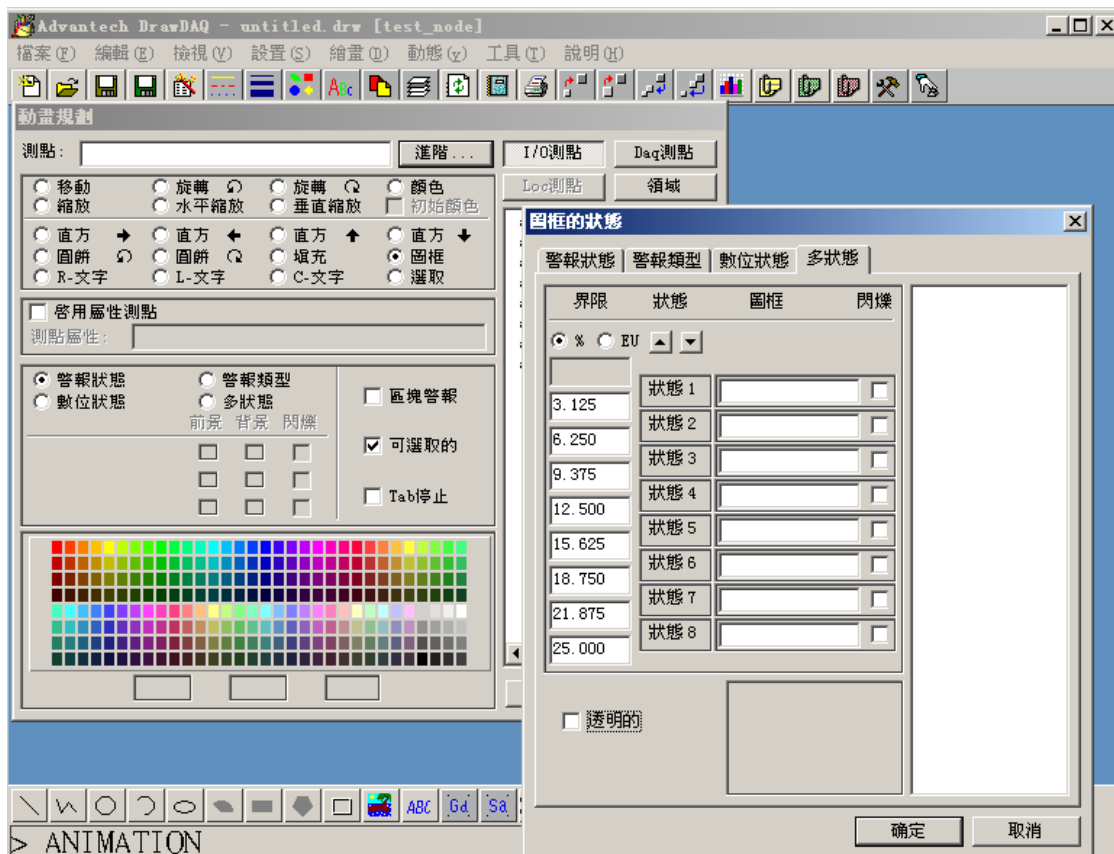 Advantech DrawDAQ - untitled.drw [test_node]
檔案(F) 編輯(E) 檢視(V) 設置(S) 繪畫(D) 動態(y) 工具(T) 說明(H)
ABc
動畫規劃
測點: 進階... I/O測點 Daq測點
Loc測點 領域
移動 旋轉 旋轉 顏色
縮放 水平縮放 垂直縮放 初始顏色
直方 直方 直方 直方
圓餅 圓餅 填充 圖框
R-文字 L-文字 C-文字 選取
啓用屬性測點
測點屬性:
警報狀態 警報類型
數位狀態 多狀態
前景 背景 閃爍
區塊警報
可選取的
Tab停止
圖框的狀態
警報狀態 警報類型 數位狀態 多狀態
界限 狀態 圖框 閃爍
% EU
狀態 1
3.125
狀態 2
6.250
狀態 3
9.375
狀態 4
12.500
狀態 5
15.625
狀態 6
18.750
狀態 7
21.875
狀態 8
25.000
透明的
确定 取消
ABC Gd Sa
> ANIMATION